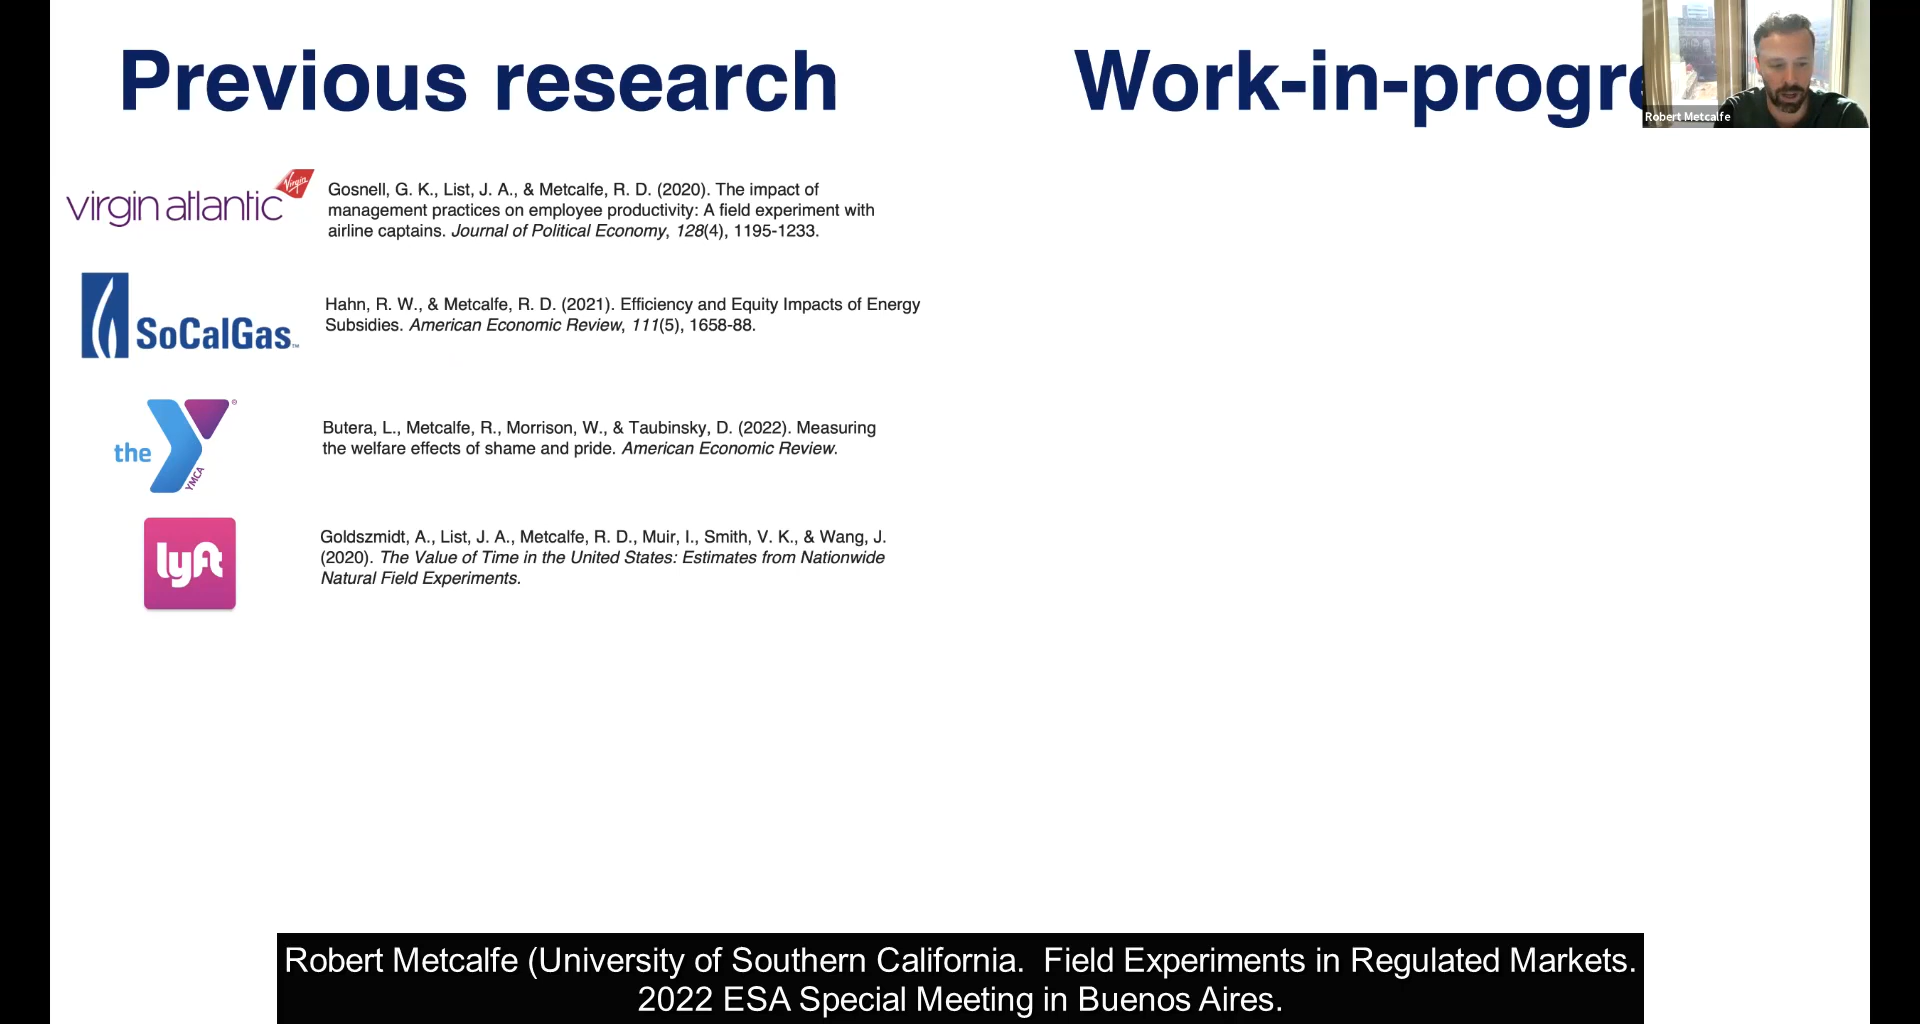 Previous research
Work-in-progre
Robert Metcalfe
virgin atlantic
Virgin
Gosnell, G. K., List, J. A., & Metcalfe, R. D. (2020). The impact of
management practices on employee productivity: A field experiment with
airline captains. Journal of Political Economy, 128(4), 1195-1233.
SoCalGas™
Hahn, R. W., & Metcalfe, R. D. (2021). Efficiency and Equity Impacts of Energy
Subsidies. American Economic Review, 111(5), 1658-88.
the
YMCA
®
Butera, L., Metcalfe, R., Morrison, W., & Taubinsky, D. (2022). Measuring
the welfare effects of shame and pride. American Economic Review.
lyft
Goldszmidt, A., List, J. A., Metcalfe, R. D., Muir, I., Smith, V. K., & Wang, J.
(2020). The Value of Time in the United States: Estimates from Nationwide
Natural Field Experiments.
Robert Metcalfe (University of Southern California.  Field Experiments in Regulated Markets.
2022 ESA Special Meeting in Buenos Aires.